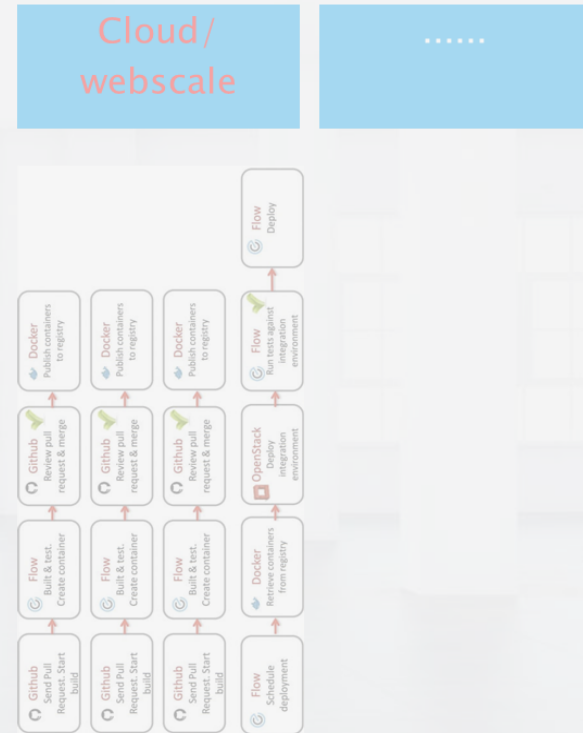 Cloud/
webscale
......
Github
Send Pull
Request. Start
build
Flow
Built & test.
Create container
Github
Review pull
request & merge
Docker
Publish containers
to registry
Github
Send Pull
Request. Start
build
Flow
Built & test.
Create container
Github
Review pull
request & merge
Docker
Publish containers
to registry
Github
Send Pull
Request. Start
build
Flow
Built & test.
Create container
Github
Review pull
request & merge
Docker
Publish containers
to registry
Flow
Schedule
deployment
Docker
Retrieve containers
from registry
OpenStack
Deploy
integration
environment
Flow
Run tests against
integration
environment
Flow
Deploy